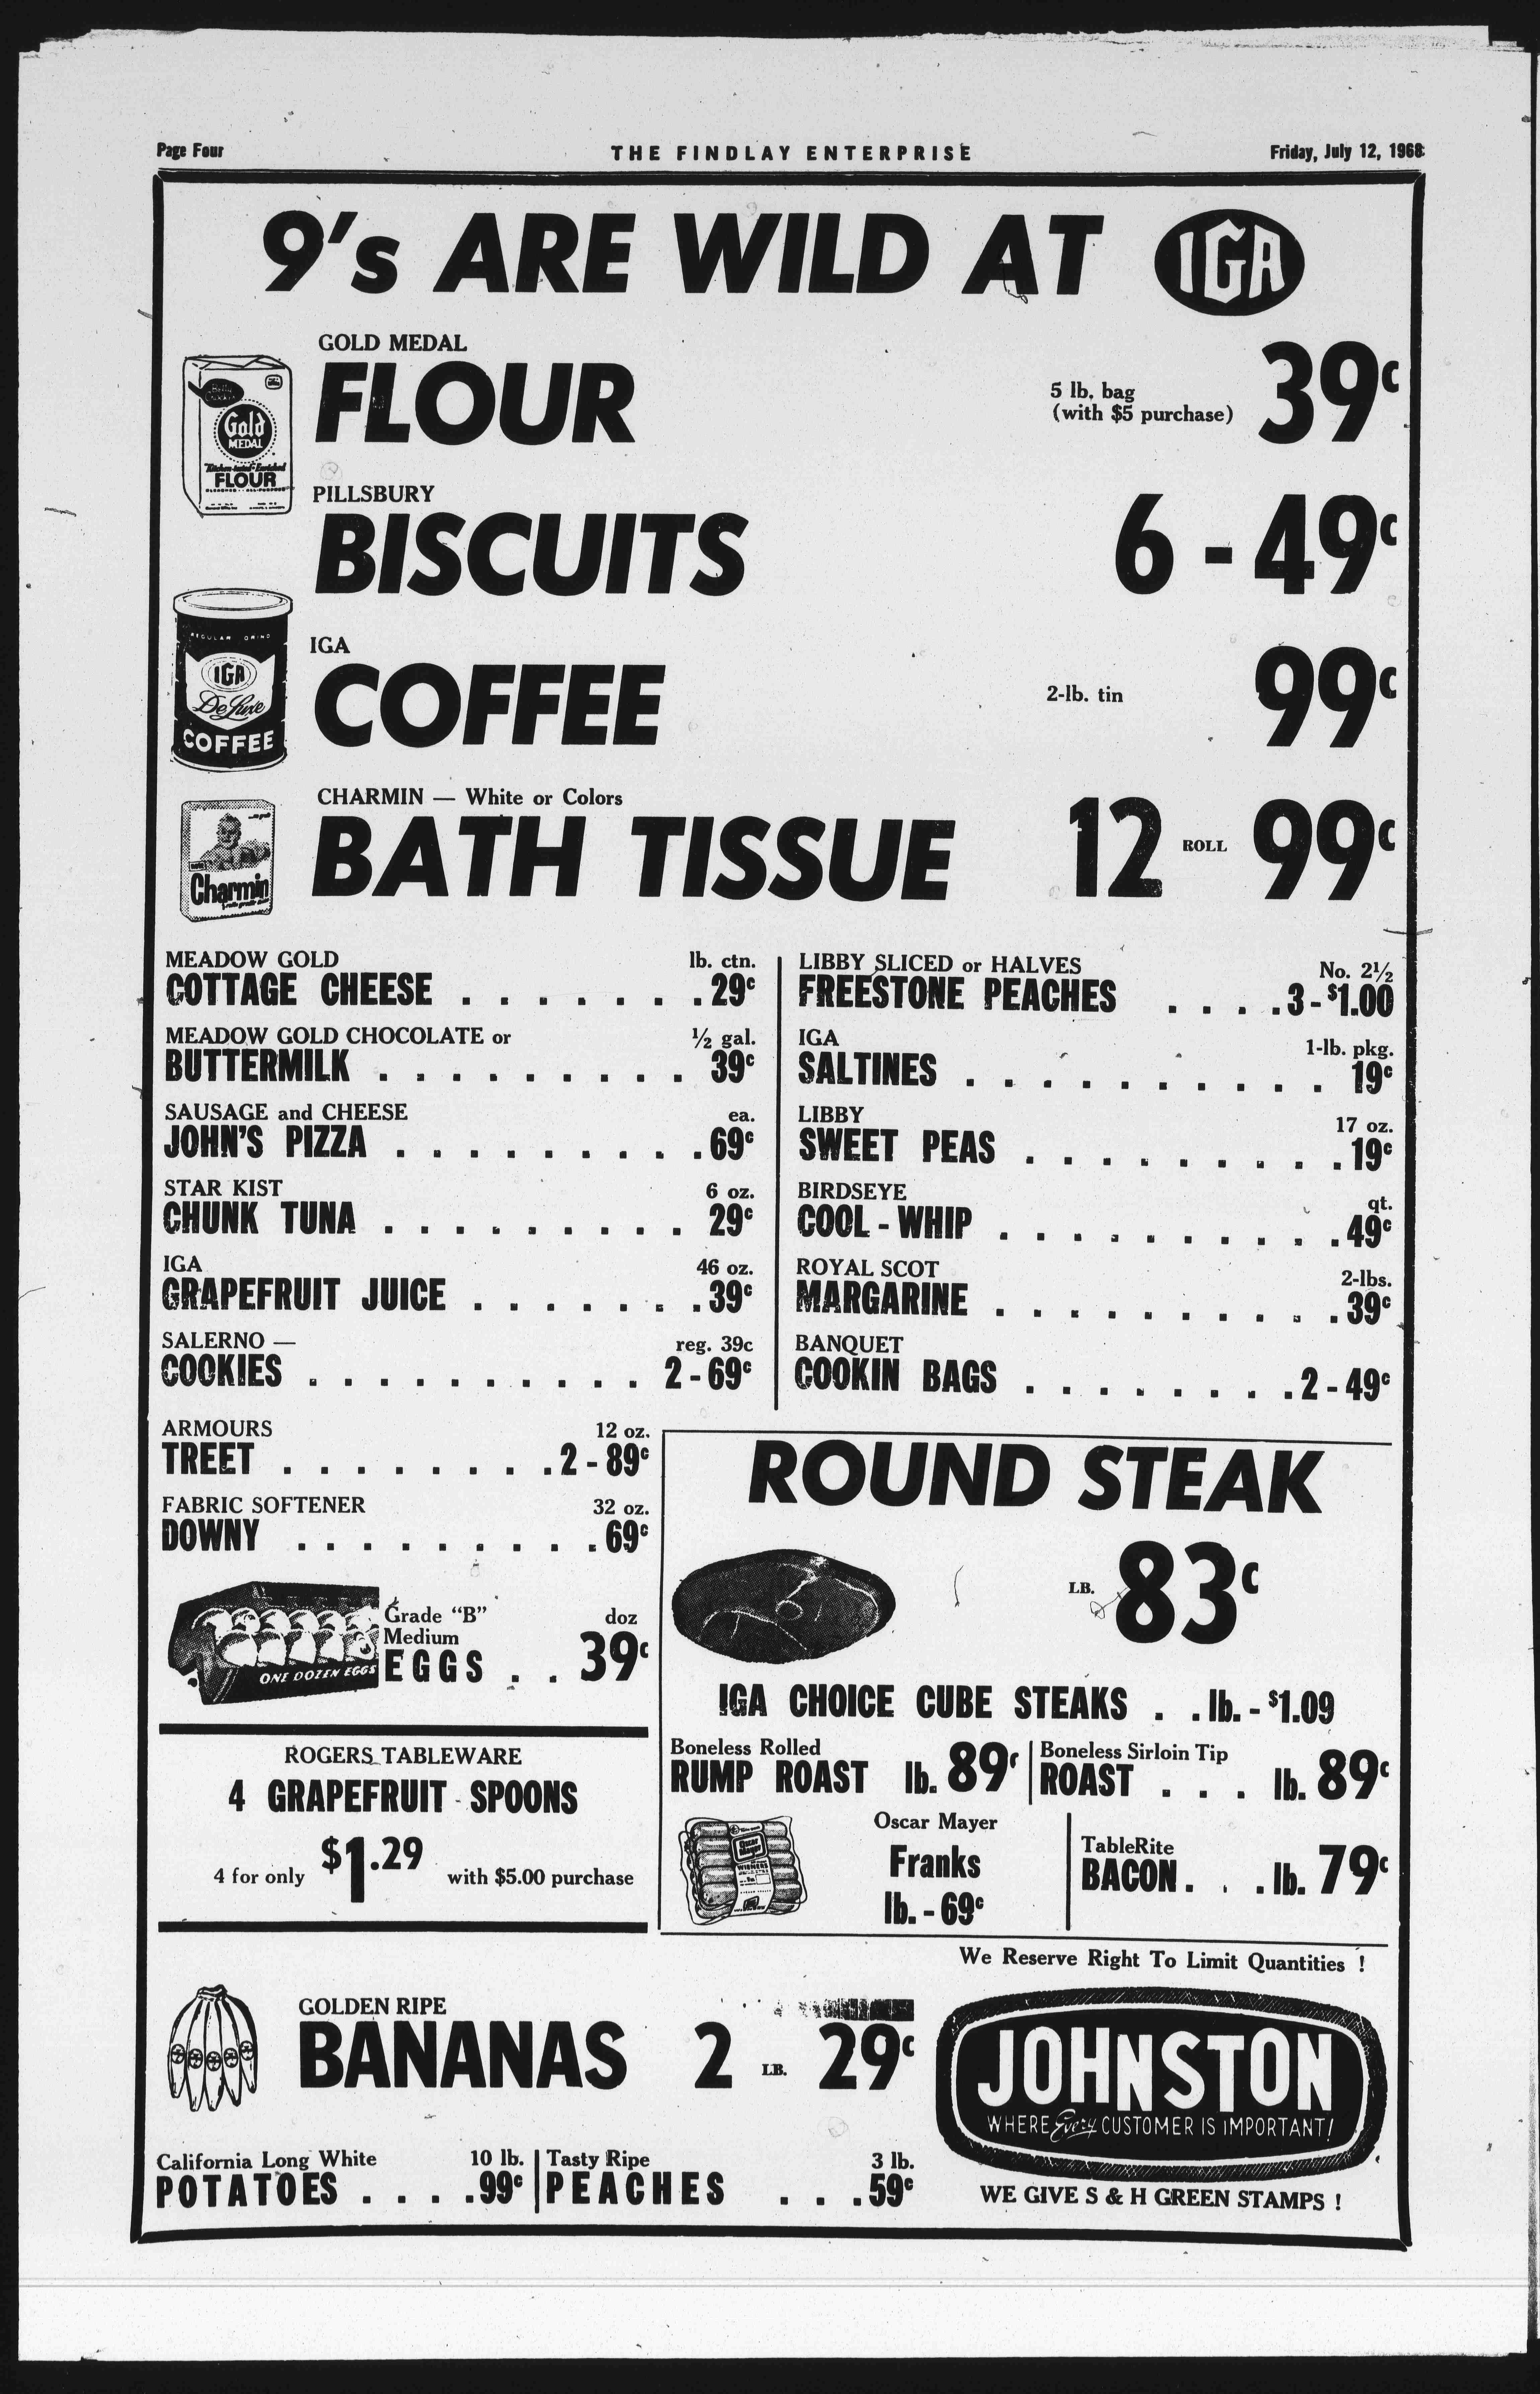 Page Four
THE FINDLAY ENTERPRISE
Friday, July 12, 1968
9's ARE WILD AT IGA
GOLD MEDAL
FLOUR
5 lb. bag
(with $5 purchase)
39c
Gold
MEDAL
FLOUR
PILLSBURY
BISCUITS
6 - 49c
REGULAR GRIND
IGA
DeLuxe
COFFEE
IGA
COFFEE
2-lb. tin
99c
CHARMIN — White or Colors
BATH TISSUE
12 ROLL 99c
Charmin
MEADOW GOLD lb. ctn.
COTTAGE CHEESE . . . . . . . 29c
MEADOW GOLD CHOCOLATE or ½ gal.
BUTTERMILK . . . . . . . . . 39c
SAUSAGE and CHEESE ea.
JOHN'S PIZZA . . . . . . . . . 69c
STAR KIST 6 oz.
CHUNK TUNA . . . . . . . . . 29c
IGA 46 oz.
GRAPEFRUIT JUICE . . . . . . . 39c
SALERNO — reg. 39c
COOKIES . . . . . . . . . . 2 - 69c
LIBBY SLICED or HALVES No. 2½
FREESTONE PEACHES . . . . 3 - $1.00
IGA 1-lb. pkg.
SALTINES . . . . . . . . . . 19c
LIBBY 17 oz.
SWEET PEAS . . . . . . . . . 19c
BIRDSEYE qt.
COOL - WHIP . . . . . . . . . . 49c
ROYAL SCOT 2-lbs.
MARGARINE . . . . . . . . . . 39c
BANQUET
COOKIN BAGS . . . . . . . . 2 - 49c
ARMOURS 12 oz.
TREET . . . . . . . . 2 - 89c
FABRIC SOFTENER 32 oz.
DOWNY . . . . . . . . . 69c
ONE DOZEN EGGS
Grade "B"
Medium doz
EGGS . . 39c
ROGERS TABLEWARE
4 GRAPEFRUIT SPOONS
4 for only $1.29 with $5.00 purchase
ROUND STEAK
LB. 83c
IGA CHOICE CUBE STEAKS . . lb. - $1.09
Boneless Rolled
RUMP ROAST lb. 89c
Boneless Sirloin Tip
ROAST . . . lb. 89c
Oscar Mayer
WIENERS
Oscar Mayer
Franks
lb. - 69c
TableRite
BACON . . . lb. 79c
We Reserve Right To Limit Quantities !
GOLDEN RIPE
BANANAS 2 LB. 29c
California Long White 10 lb.
POTATOES . . . . 99c
Tasty Ripe 3 lb.
PEACHES . . . 59c
JOHNSTON
WHERE Every CUSTOMER IS IMPORTANT!
WE GIVE S & H GREEN STAMPS !